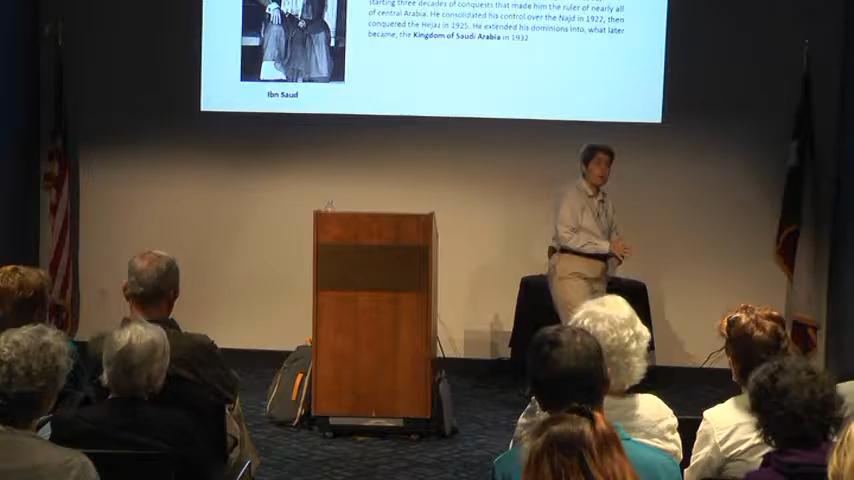 starting three decades of conquests that made him the ruler of nearly all
of central Arabia. He consolidated his control over the Najd in 1922, then
conquered the Hejaz in 1925. He extended his dominions into, what later
became, the Kingdom of Saudi Arabia in 1932
Ibn Saud